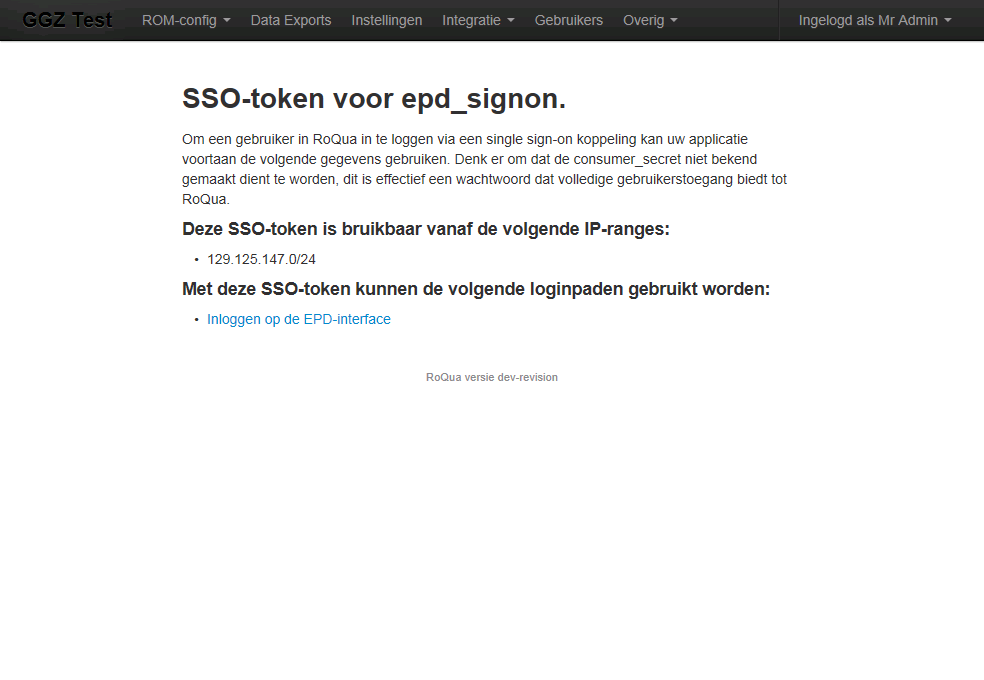 GGZ Test ROM-config Data Exports Instellingen Integratie Gebruikers Overig Ingelogd als Mr Admin
SSO-token voor epd_signon.
Om een gebruiker in RoQua in te loggen via een single sign-on koppeling kan uw applicatie
voortaan de volgende gegevens gebruiken. Denk er om dat de consumer_secret niet bekend
gemaakt dient te worden, dit is effectief een wachtwoord dat volledige gebruikerstoegang biedt tot
RoQua.
Deze SSO-token is bruikbaar vanaf de volgende IP-ranges:
• 129.125.147.0/24
Met deze SSO-token kunnen de volgende loginpaden gebruikt worden:
• Inloggen op de EPD-interface
RoQua versie dev-revision